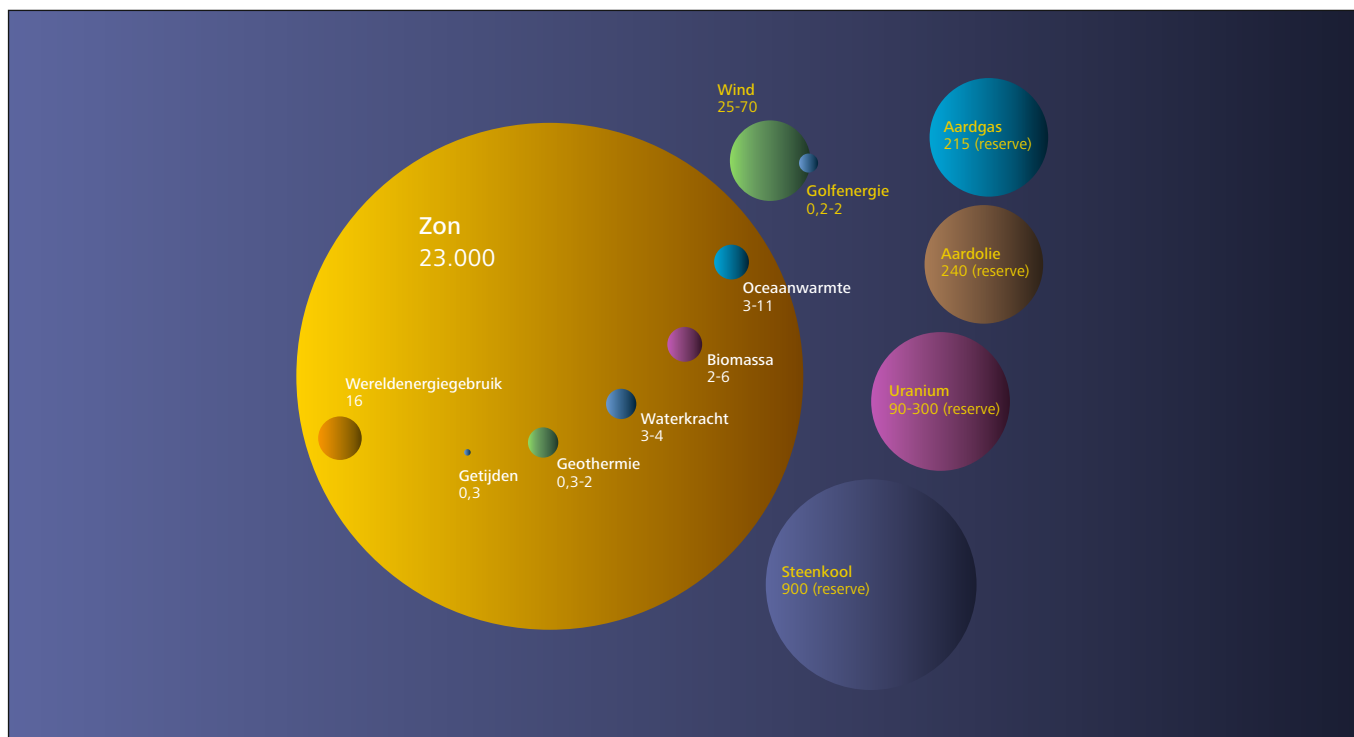 Wind
25-70
Aardgas
215 (reserve)
Golfenergie
0,2-2
Zon
23.000
Aardolie
240 (reserve)
Oceaanwarmte
3-11
Biomassa
2-6
Wereldenergiegebruik
16
Uranium
90-300 (reserve)
Waterkracht
3-4
Geothermie
0,3-2
Getijden
0,3
Steenkool
900 (reserve)